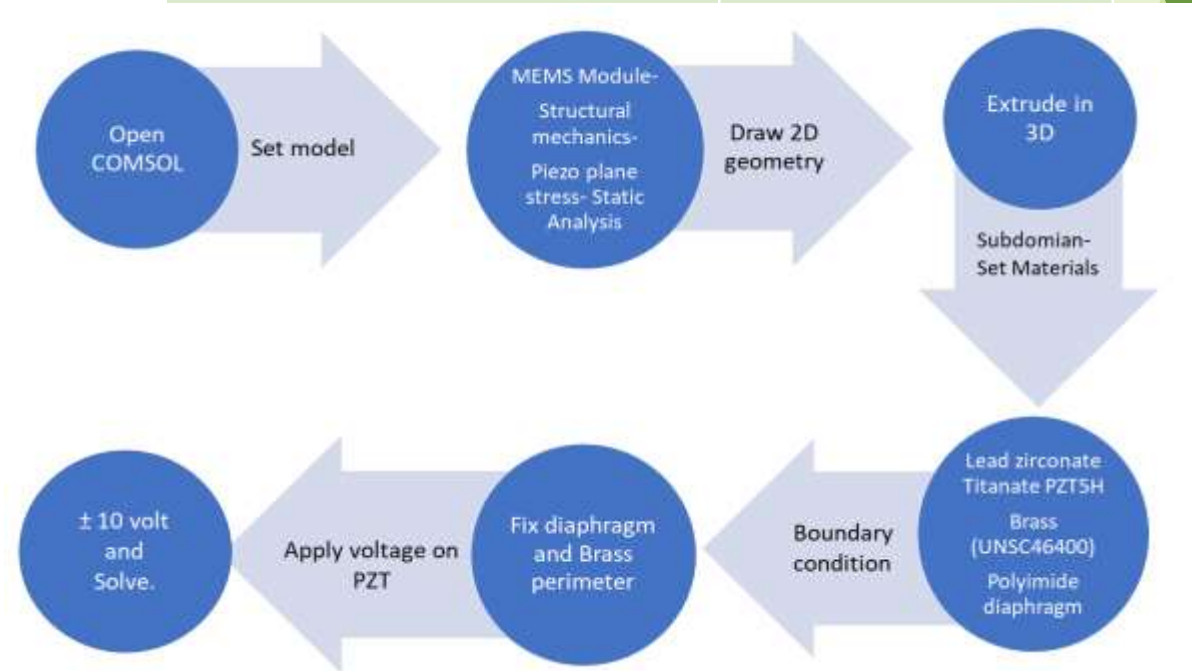 Open
COMSOL
Set model
MEMS Module-
Structural
mechanics-
Piezo plane
stress- Static
Analysis
Draw 2D
geometry
Extrude in
3D
Subdomian-
Set Materials
Lead zirconate
Titanate PZT5H
Brass
(UNSC46400)
Polyimide
diaphragm
Boundary
condition
Fix diaphragm
and Brass
perimeter
Apply voltage on
PZT
± 10 volt
and
Solve.